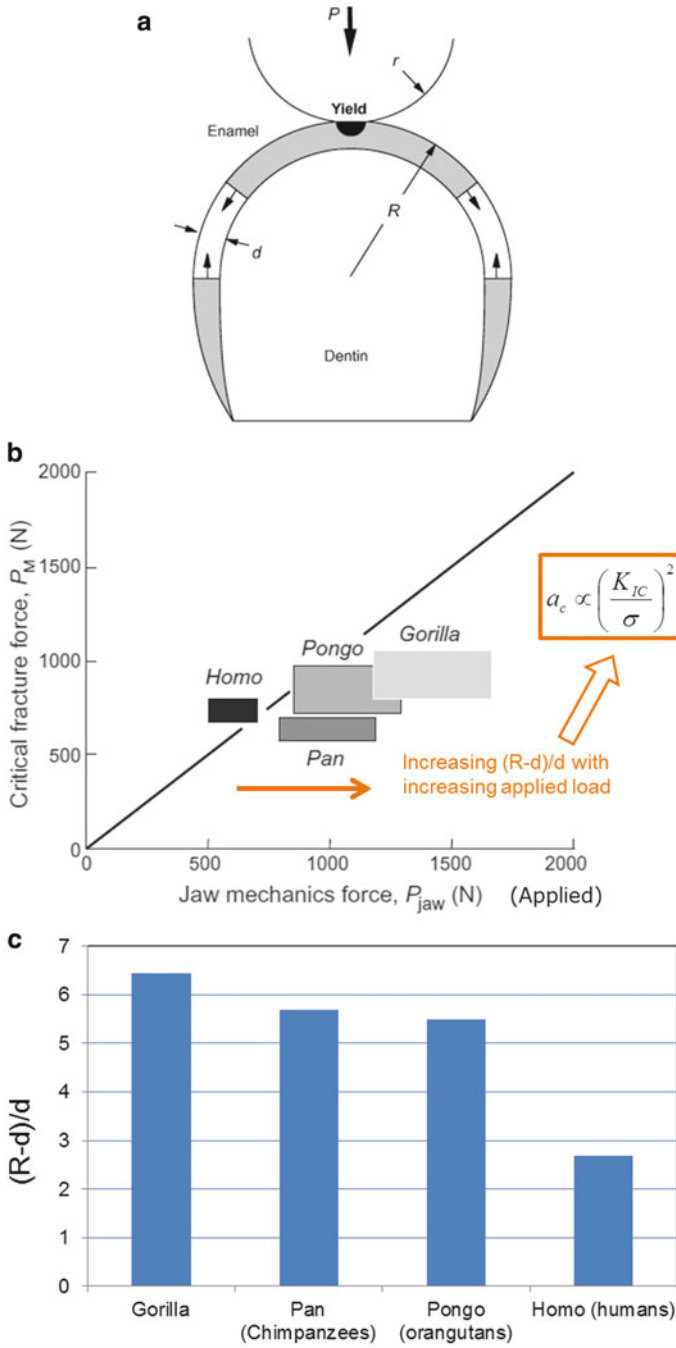 a
P
r
Yield
Enamel
R
d
Dentin
b
2000
1500
1000
500
0
Critical fracture force, P_M (N)
Homo
Pongo
Gorilla
Pan
a_c ∝ (K_IC / σ)^2
Increasing (R-d)/d with
increasing applied load
0 500 1000 1500 2000
Jaw mechanics force, P_jaw (N) (Applied)
c
7
6
5
4
3
2
1
0
(R-d)/d
Gorilla
Pan
(Chimpanzees)
Pongo
(orangutans)
Homo (humans)